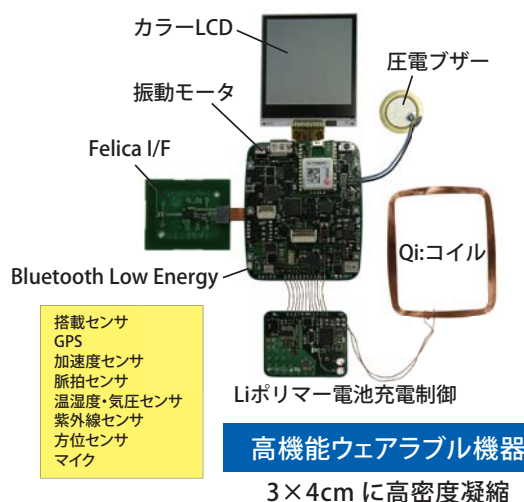 カラーLCD
圧電ブザー
振動モータ
Felica I/F
Qi:コイル
Bluetooth Low Energy
搭載センサ
GPS
加速度センサ
脈拍センサ
温湿度・気圧センサ
紫外線センサ
方位センサ
マイク
Liポリマー電池充電制御
高機能ウェアラブル機器
3×4cm に高密度凝縮